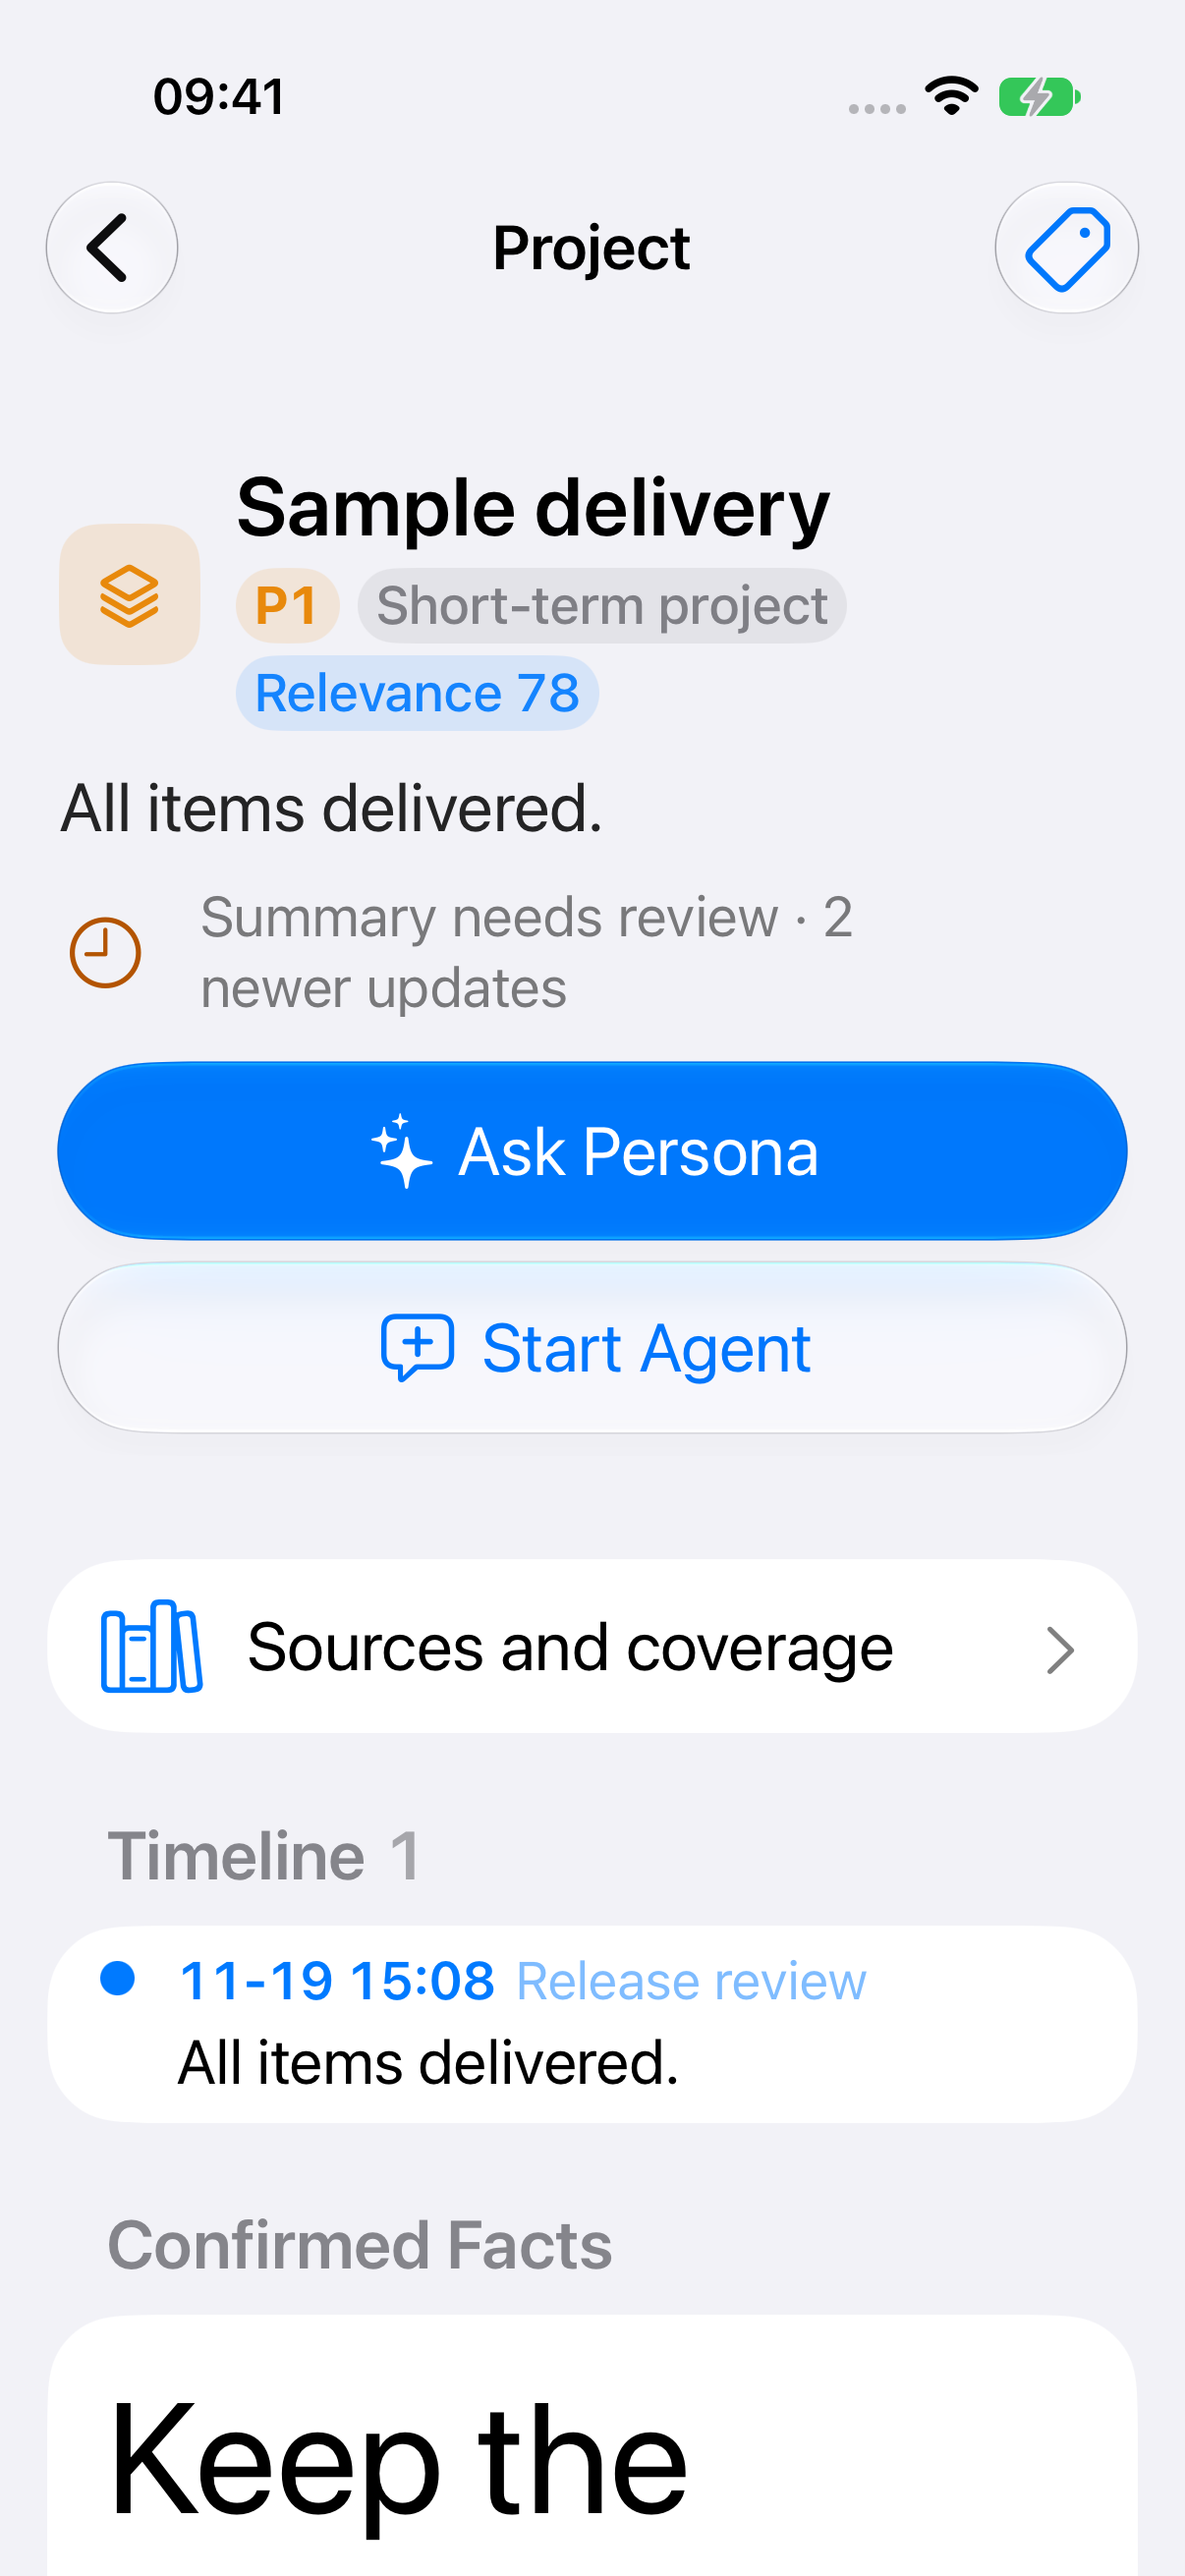 09:41
Project
Sample delivery
P1 Short-term project
Relevance 78
All items delivered.
Summary needs review · 2
newer updates
Ask Persona
Start Agent
Sources and coverage
Timeline 1
11-19 15:08 Release review
All items delivered.
Confirmed Facts
Keep the